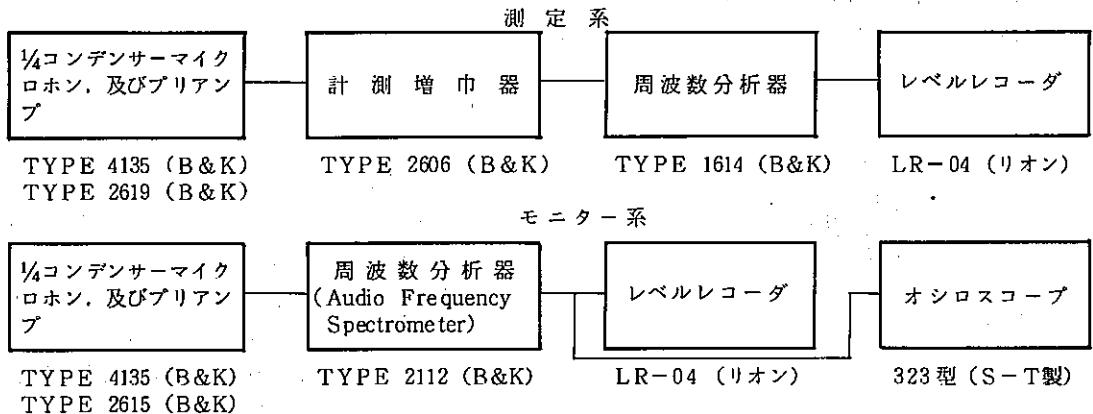 測定系
¼コンデンサーマイク
ロホン，及びプリアン
プ
計測増巾器
周波数分析器
レベルレコーダ
TYPE 4135 (B&K)
TYPE 2619 (B&K)
TYPE 2606 (B&K)
TYPE 1614 (B&K)
LR-04 (リオン)
モニター系
¼コンデンサーマイク
ロホン，及びプリアン
プ
周波数分析器
(Audio Frequency
Spectrometer)
レベルレコーダ
オシロスコープ
TYPE 4135 (B&K)
TYPE 2615 (B&K)
TYPE 2112 (B&K)
LR-04 (リオン)
323型 (S-T製)